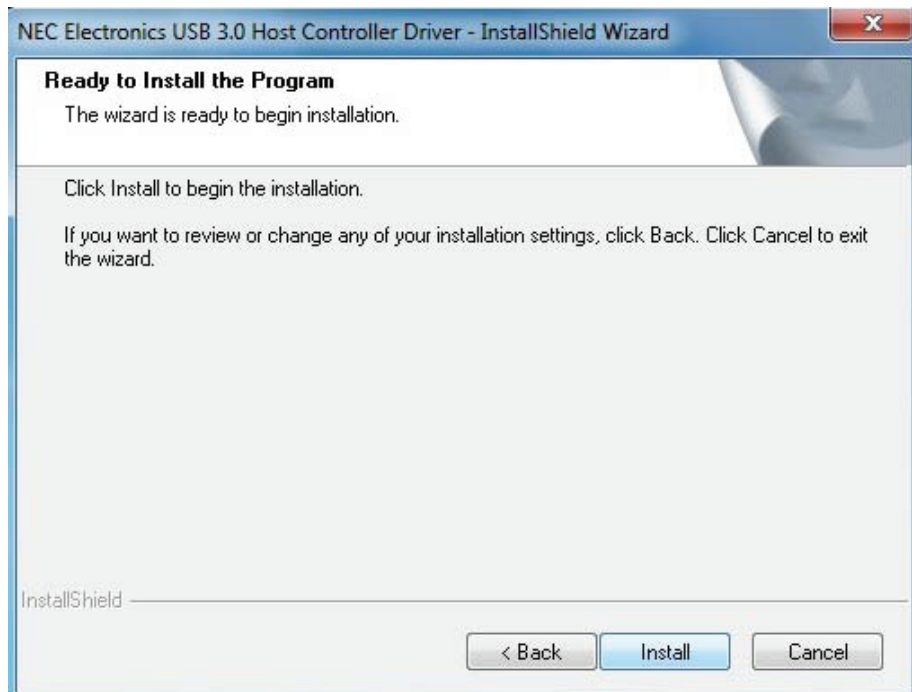 NEC Electronics USB 3.0 Host Controller Driver - InstallShield Wizard
Ready to Install the Program
The wizard is ready to begin installation.
Click Install to begin the installation.
If you want to review or change any of your installation settings, click Back. Click Cancel to exit
the wizard.
InstallShield
< Back Install Cancel